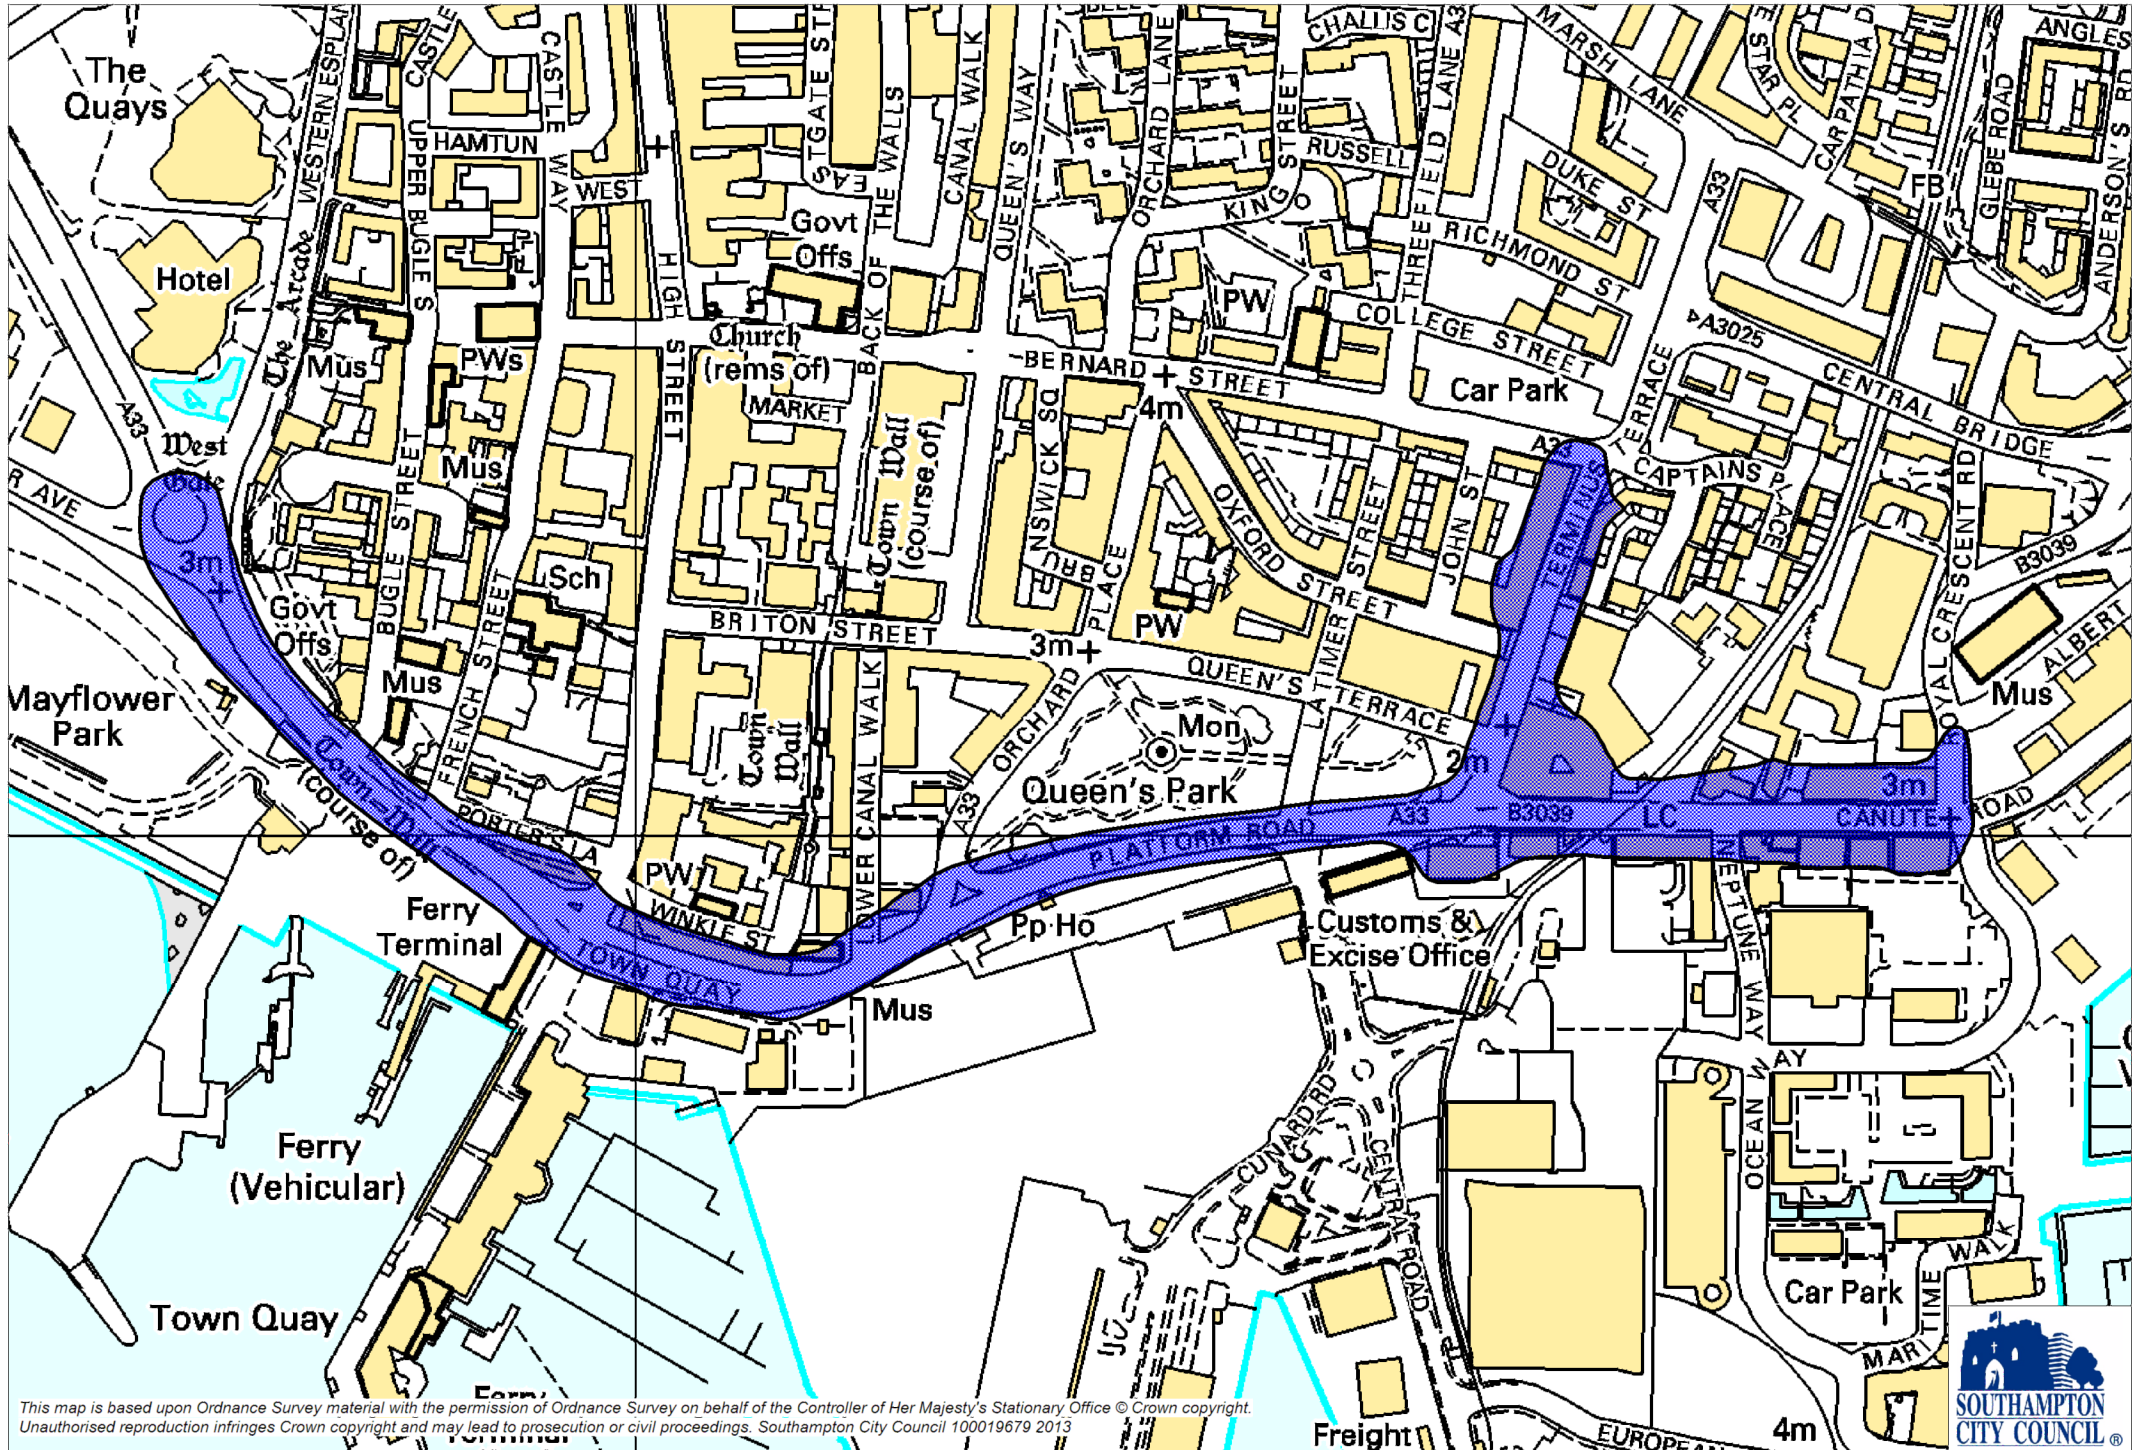 The
Quays
WESTERN ESPLAN
CASTLE
CASTLE WAY
EASTGATE STR
CANAL WALK
QUEEN'S WAY
ORCHARD LANE
CHALLIS C
THREEFIELD LANE
MARSH LANE
STAR PL
CARPATHIA D
GLEBE ROAD
ANGLES
ANDERSON'S RD
UPPER BUGLE S
HAMTUN
WEST
HIGH STREET
Govt
Offs
BACK OF THE WALLS
KING STREET
RUSSELL
DUKE ST
RICHMOND ST
A33
FB
Hotel
The Arcade
Mus
PWs
Church
(rems of)
MARKET
BERNARD STREET
4m
PW
COLLEGE STREET
Car Park
TERRACE
A3025
CENTRAL BRIDGE
A33
West
Gate
R AVE
3m
BUGLE STREET
Mus
Sch
FRENCH STREET
Govt
Offs
Mus
Town Wall
(course of)
BRUNSWICK SQ
PLACE
OXFORD STREET
LATIMER STREET
JOHN ST
TERMINUS
CAPTAINS PLACE
ROYAL CRESCENT RD
B3039
ALBERT
Mus
BRITON STREET
3m
PW
QUEEN'S TERRACE
Mayflower
Park
Town Wall
(course of)
PORTER'S LA
Town
Wall
LOWER CANAL WALK
ORCHARD
A33
Mon
Queen's Park
2m
PLATFORM ROAD
A33
B3039
LC
3m
CANUTE
ROAD
PW
WINKLE ST
TOWN QUAY
Ferry
Terminal
Pp Ho
Mus
Customs &
Excise Office
NEPTUNE WAY
OCEAN WAY
Ferry
(Vehicular)
CUNARD RD
CENTRAL ROAD
Town Quay
Car Park
MARITIME
WALK
Ferry
Terminal
Freight
EUROPEAN
4m
This map is based upon Ordnance Survey material with the permission of Ordnance Survey on behalf of the Controller of Her Majesty's Stationary Office © Crown copyright.
Unauthorised reproduction infringes Crown copyright and may lead to prosecution or civil proceedings. Southampton City Council 100019679 2013
SOUTHAMPTON
CITY COUNCIL ®